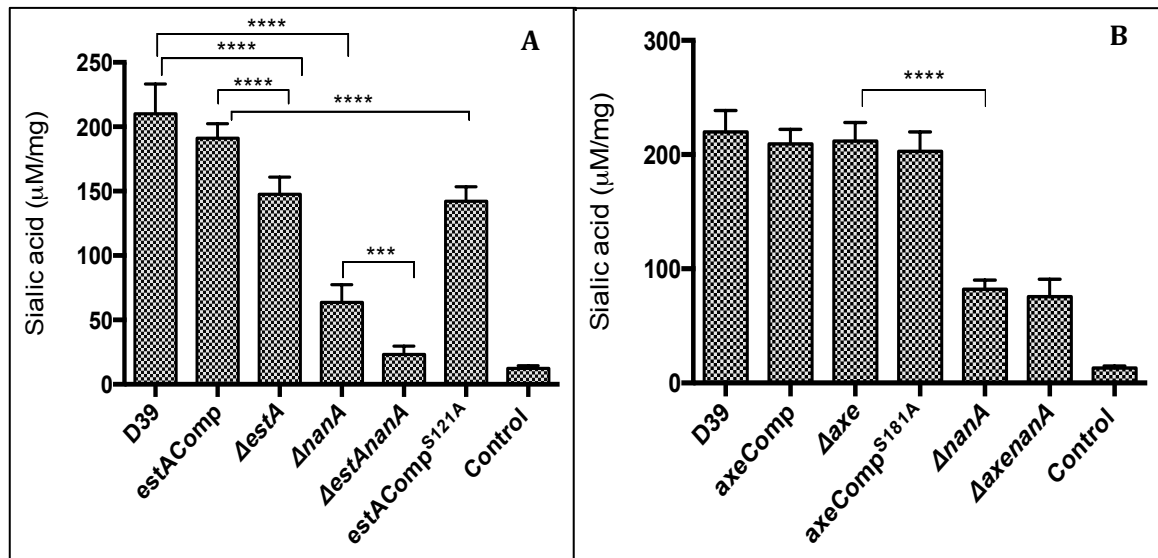 A
****
****
****
****
***
Sialic acid (μM/mg)
250
200
150
100
50
0
D39
estAComp
ΔestA
ΔnanA
ΔestAnanA
estACompS121A
Control
B
****
Sialic acid (μM/mg)
300
200
100
0
D39
axeComp
Δaxe
axeCompS181A
ΔnanA
ΔaxenanA
Control